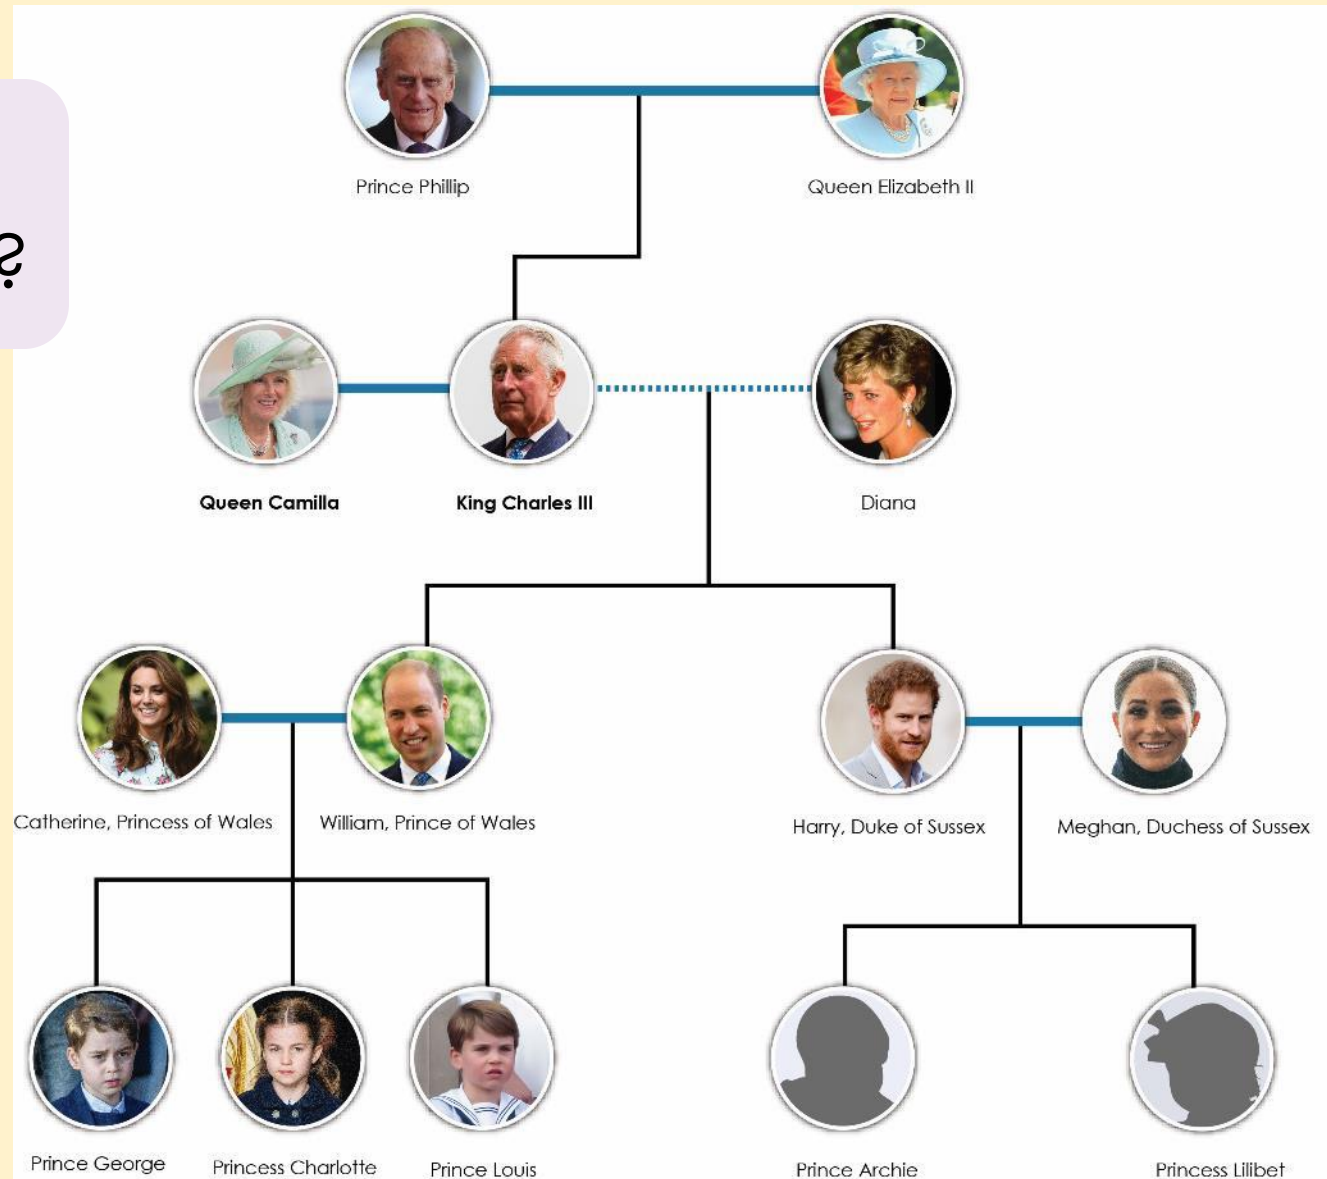 Prince Phillip
Queen Elizabeth II
?
Queen Camilla
King Charles III
Diana
Catherine, Princess of Wales
William, Prince of Wales
Harry, Duke of Sussex
Meghan, Duchess of Sussex
Prince George
Princess Charlotte
Prince Louis
Prince Archie
Princess Lilibet